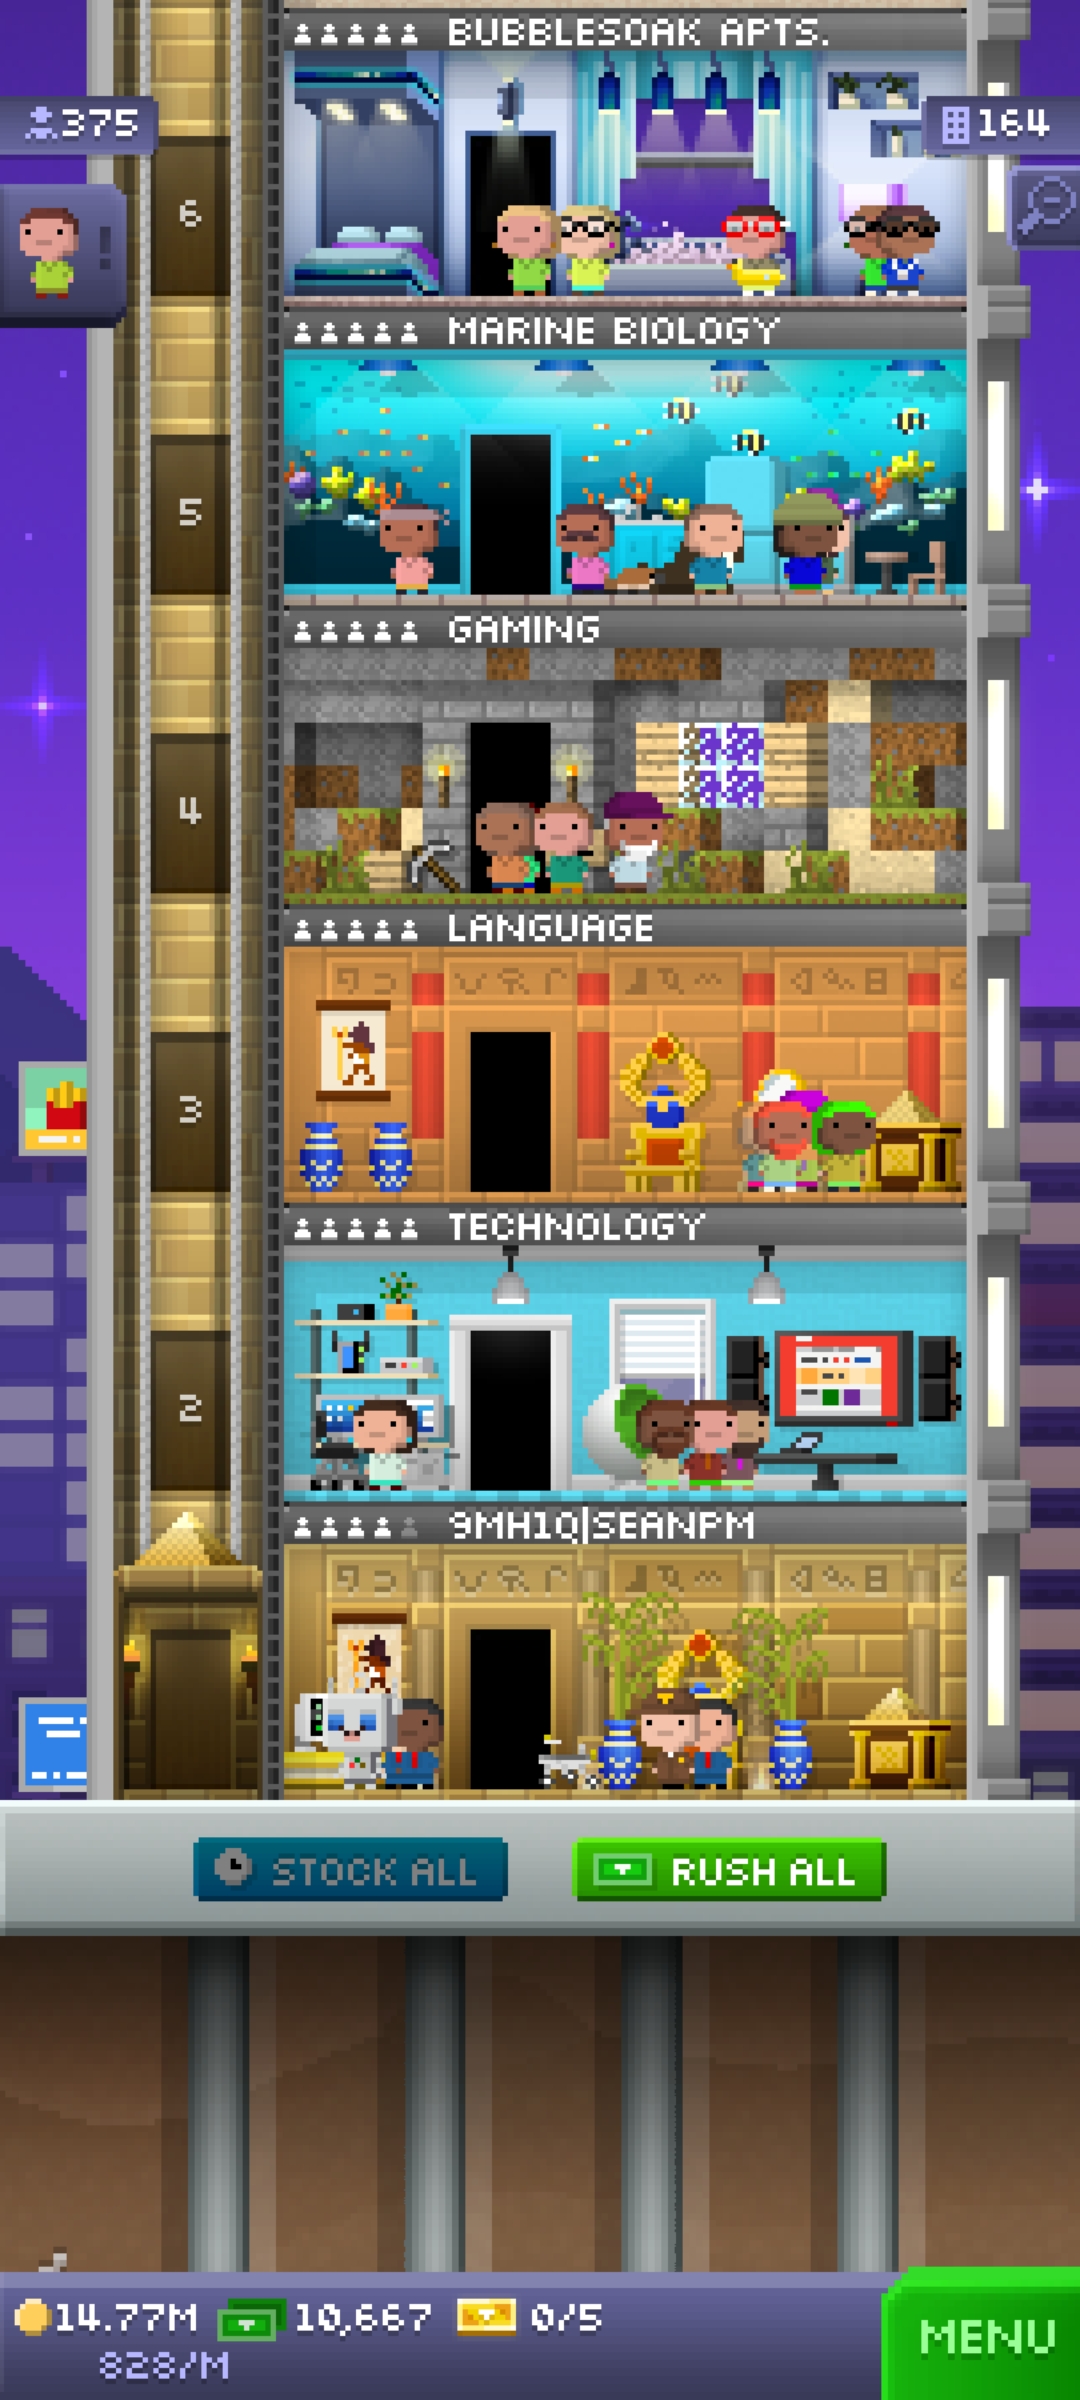 BUBBLESOAK APTS.
375
164
6
MARINE BIOLOGY
5
GAMING
4
LANGUAGE
3
TECHNOLOGY
2
9MH1Q|SEANPM
STOCK ALL
RUSH ALL
14.77M 10,667 0/5
828/M
MENU